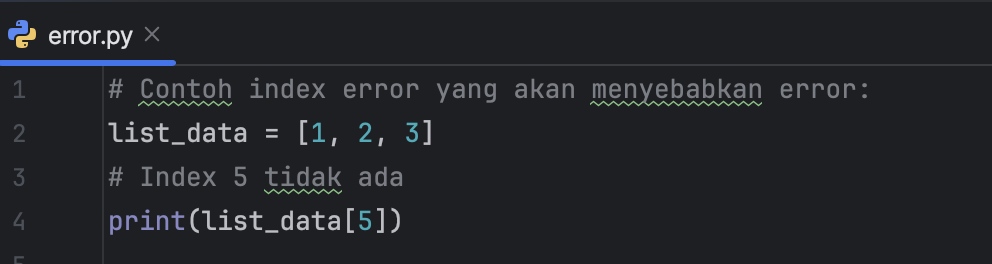 error.py
1 # Contoh index error yang akan menyebabkan error:
2 list_data = [1, 2, 3]
3 # Index 5 tidak ada
4 print(list_data[5])